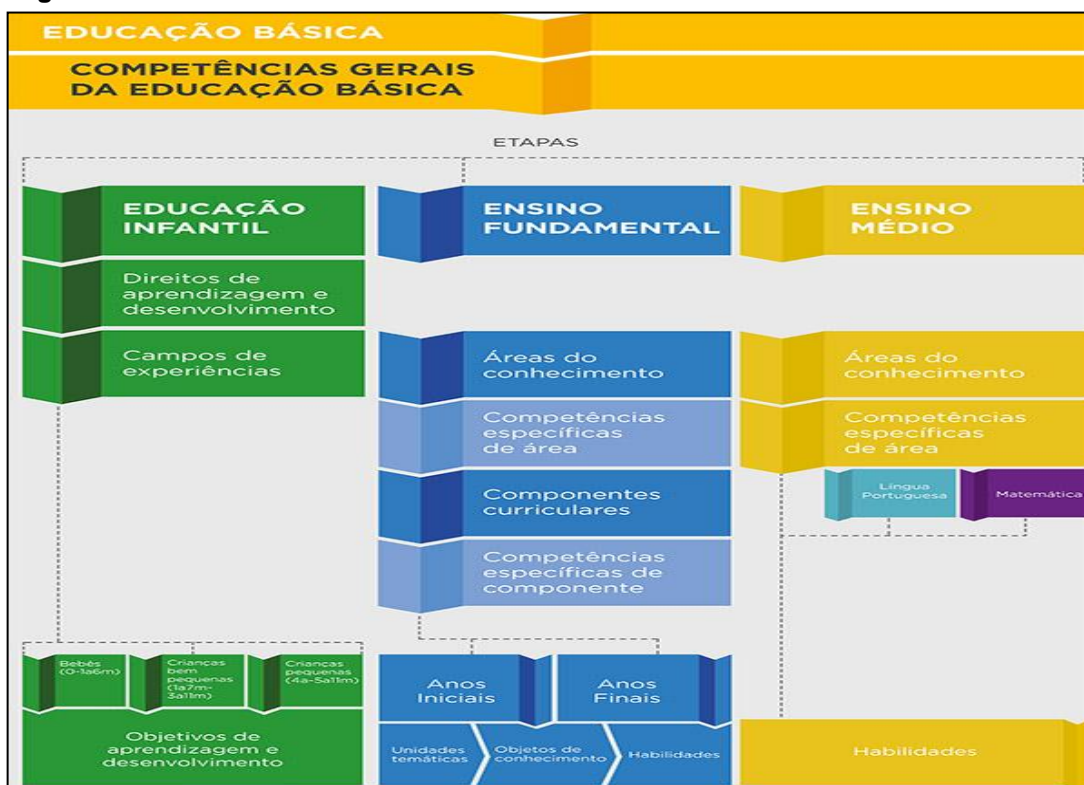 EDUCAÇÃO BÁSICA
COMPETÊNCIAS GERAIS
DA EDUCAÇÃO BÁSICA
ETAPAS
EDUCAÇÃO
INFANTIL
Direitos de
aprendizagem e
desenvolvimento
Campos de
experiências
Bebês
(0-1a6m)
Crianças
bem
pequenas
(1a7m-
3a11m)
Crianças
pequenas
(4a-5a11m)
Objetivos de
aprendizagem e
desenvolvimento
ENSINO
FUNDAMENTAL
Áreas do
conhecimento
Competências
específicas
de área
Componentes
curriculares
Competências
específicas de
componente
Anos
Iniciais
Anos
Finais
Unidades
temáticas
Objetos de
conhecimento
Habilidades
ENSINO
MÉDIO
Áreas do
conhecimento
Competências
específicas
de área
Língua
Portuguesa
Matemática
Habilidades